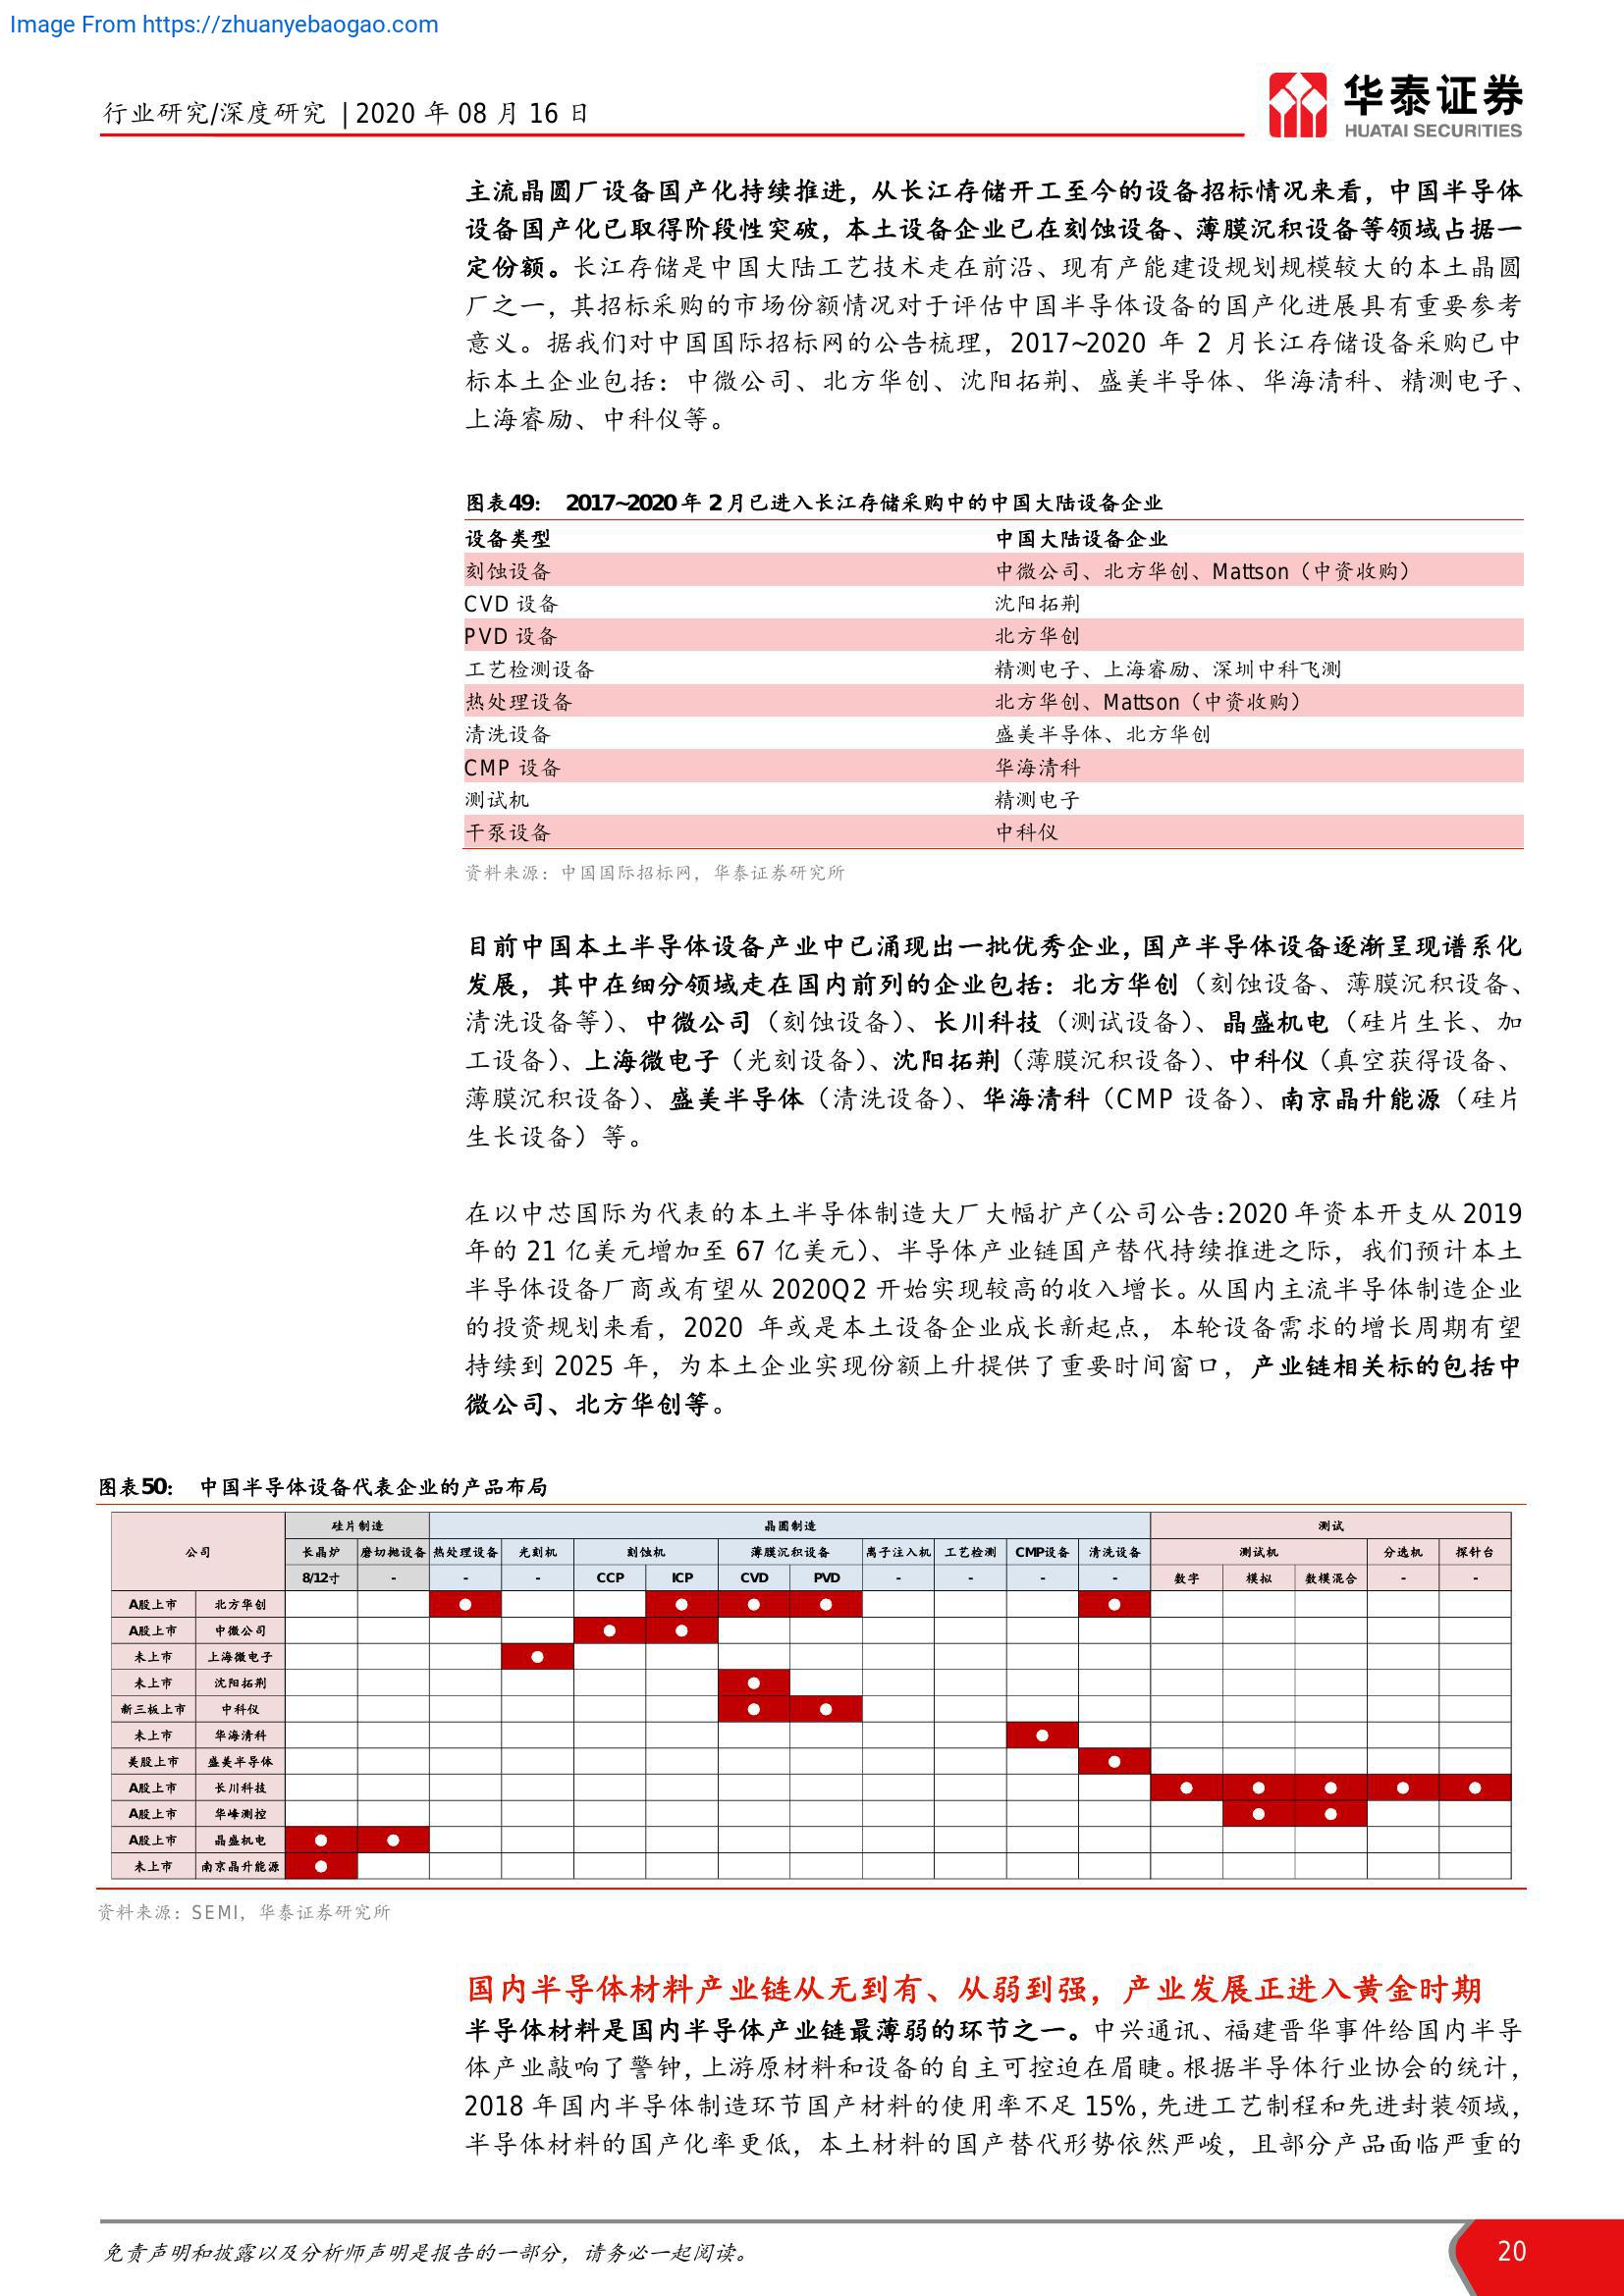 Image From https://zhuanyebaogao.com
行业研究/深度研究 | 2020 年 08 月 16 日
华泰证券
HUATAI SECURITIES
主流晶圆厂设备国产化持续推进，从长江存储开工至今的设备招标情况来看，中国半导体
设备国产化已取得阶段性突破，本土设备企业已在刻蚀设备、薄膜沉积设备等领域占据一
定份额。长江存储是中国大陆工艺技术走在前沿、现有产能建设规划规模较大的本土晶圆
厂之一，其招标采购的市场份额情况对于评估中国半导体设备的国产化进展具有重要参考
意义。据我们对中国国际招标网的公告梳理，2017~2020 年 2 月长江存储设备采购已中
标本土企业包括：中微公司、北方华创、沈阳拓荆、盛美半导体、华海清科、精测电子、
上海睿励、中科仪等。
图表49： 2017~2020 年 2 月已进入长江存储采购中的中国大陆设备企业
设备类型 中国大陆设备企业
刻蚀设备 中微公司、北方华创、Mattson（中资收购）
CVD 设备 沈阳拓荆
PVD 设备 北方华创
工艺检测设备 精测电子、上海睿励、深圳中科飞测
热处理设备 北方华创、Mattson（中资收购）
清洗设备 盛美半导体、北方华创
CMP 设备 华海清科
测试机 精测电子
干泵设备 中科仪
资料来源：中国国际招标网，华泰证券研究所
目前中国本土半导体设备产业中已涌现出一批优秀企业，国产半导体设备逐渐呈现谱系化
发展，其中在细分领域走在国内前列的企业包括：北方华创（刻蚀设备、薄膜沉积设备、
清洗设备等）、中微公司（刻蚀设备）、长川科技（测试设备）、晶盛机电（硅片生长、加
工设备）、上海微电子（光刻设备）、沈阳拓荆（薄膜沉积设备）、中科仪（真空获得设备、
薄膜沉积设备）、盛美半导体（清洗设备）、华海清科（CMP 设备）、南京晶升能源（硅片
生长设备）等。
在以中芯国际为代表的本土半导体制造大厂大幅扩产（公司公告：2020 年资本开支从 2019
年的 21 亿美元增加至 67 亿美元）、半导体产业链国产替代持续推进之际，我们预计本土
半导体设备厂商或有望从 2020Q2 开始实现较高的收入增长。从国内主流半导体制造企业
的投资规划来看，2020 年或是本土设备企业成长新起点，本轮设备需求的增长周期有望
持续到 2025 年，为本土企业实现份额上升提供了重要时间窗口，产业链相关标的包括中
微公司、北方华创等。
图表50： 中国半导体设备代表企业的产品布局
公司 硅片制造 晶圆制造 测试
长晶炉 磨切抛设备 热处理设备 光刻机 刻蚀机 薄膜沉积设备 离子注入机 工艺检测 CMP设备 清洗设备 测试机 分选机 探针台
8/12寸 - - - CCP ICP CVD PVD - - - - 数字 模拟 数模混合 - -
A股上市 北方华创 ● ● ● ● ●
A股上市 中微公司 ● ●
未上市 上海微电子 ●
未上市 沈阳拓荆 ●
新三板上市 中科仪 ● ●
未上市 华海清科 ●
美股上市 盛美半导体 ●
A股上市 长川科技 ● ● ● ● ●
A股上市 华峰测控 ● ●
A股上市 晶盛机电 ● ●
未上市 南京晶升能源 ●
资料来源：SEMI，华泰证券研究所
国内半导体材料产业链从无到有、从弱到强，产业发展正进入黄金时期
半导体材料是国内半导体产业链最薄弱的环节之一。中兴通讯、福建晋华事件给国内半导
体产业敲响了警钟，上游原材料和设备的自主可控迫在眉睫。根据半导体行业协会的统计，
2018 年国内半导体制造环节国产材料的使用率不足 15%，先进工艺制程和先进封装领域，
半导体材料的国产化率更低，本土材料的国产替代形势依然严峻，且部分产品面临严重的
免责声明和披露以及分析师声明是报告的一部分，请务必一起阅读。
20